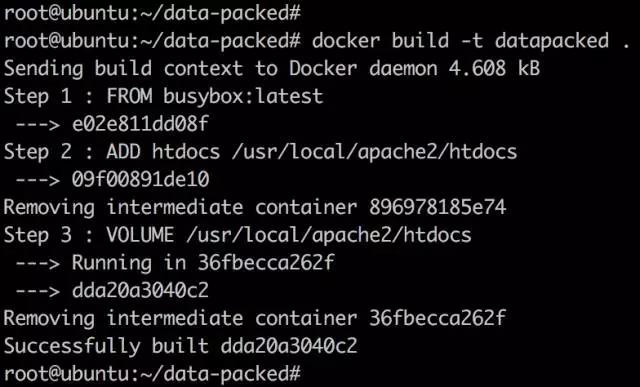 root@ubuntu:~/data-packed#
root@ubuntu:~/data-packed# docker build -t datapacked .
Sending build context to Docker daemon 4.608 kB
Step 1 : FROM busybox:latest
 ---> e02e811dd08f
Step 2 : ADD htdocs /usr/local/apache2/htdocs
 ---> 09f00891de10
Removing intermediate container 896978185e74
Step 3 : VOLUME /usr/local/apache2/htdocs
 ---> Running in 36fbecca262f
 ---> dda20a3040c2
Removing intermediate container 36fbecca262f
Successfully built dda20a3040c2
root@ubuntu:~/data-packed#